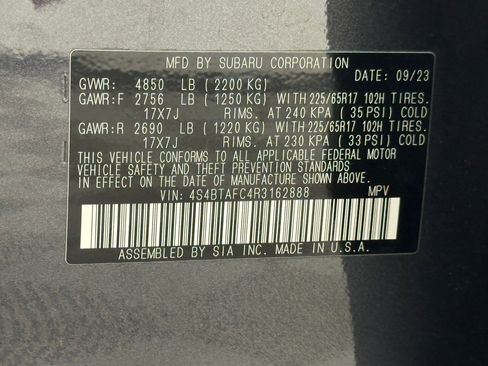 MFD BY SUBARU CORPORATION
DATE: 09/23
GVWR: 4850 LB ( 2200 KG)
GAWR:F 2756 LB ( 1250 KG) WITH 225/65R17 102H TIRES.
17X7J RIMS. AT 240 KPA ( 35 PSI) COLD
GAWR:R 2690 LB ( 1220 KG) WITH 225/65R17 102H TIRES.
17X7J RIMS. AT 230 KPA ( 33 PSI) COLD
THIS VEHICLE CONFORMS TO ALL APPLICABLE FEDERAL MOTOR
VEHICLE SAFETY AND THEFT PREVENTION STANDARDS
IN EFFECT ON THE DATE OF MANUFACTURE SHOWN ABOVE.
VIN: 4S4BTAFC4R3162888 MPV
ASSEMBLED BY SIA INC. MADE IN U.S.A.